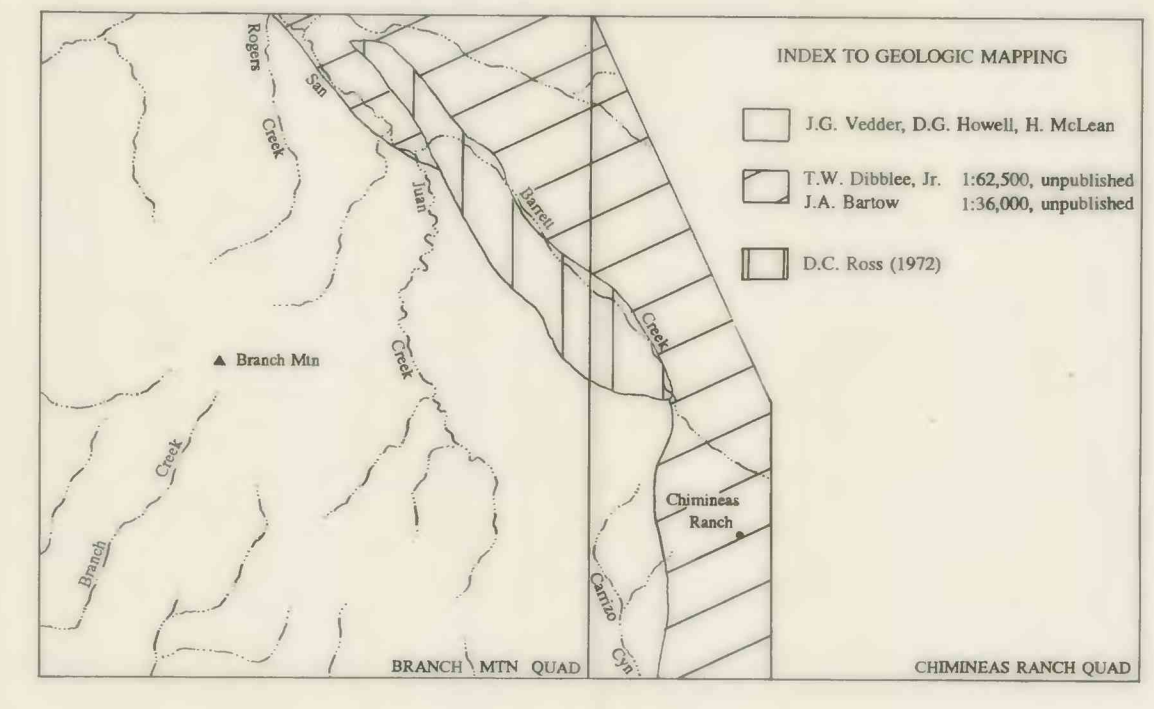 INDEX TO GEOLOGIC MAPPING
J.G. Vedder, D.G. Howell, H. McLean
T.W. Dibblee, Jr. 1:62,500, unpublished
J.A. Bartow 1:36,000, unpublished
D.C. Ross (1972)
Rogers
Creek
San
Juan
Creek
Barrett
Creek
Branch Mtn
Branch
Creek
Chimineas
Ranch
Carrizo
Cyn
BRANCH MTN QUAD
CHIMINEAS RANCH QUAD